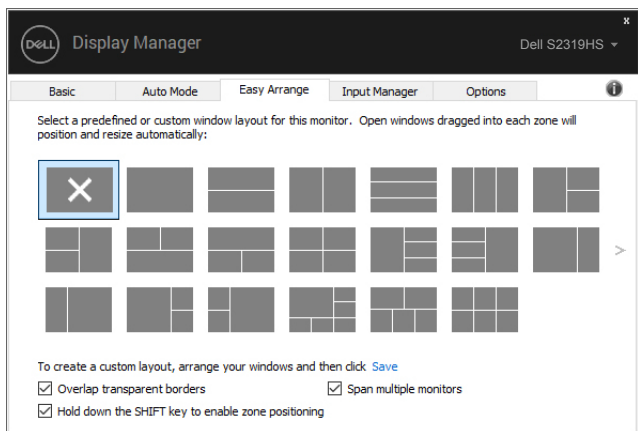 x
DELL Display Manager
Dell S2319HS
Basic Auto Mode Easy Arrange Input Manager Options
Select a predefined or custom window layout for this monitor. Open windows dragged into each zone will
position and resize automatically:
To create a custom layout, arrange your windows and then click Save
Overlap transparent borders Span multiple monitors
Hold down the SHIFT key to enable zone positioning